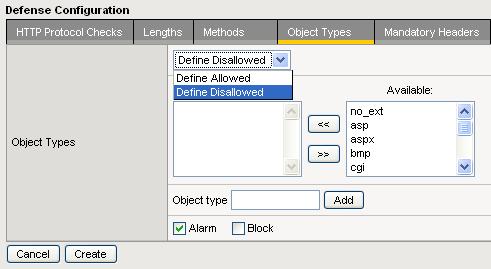 Defense Configuration
HTTP Protocol Checks
Lengths
Methods
Object Types
Mandatory Headers
Define Disallowed
Define Allowed
Define Disallowed
Available:
Object Types
<<
>>
no_ext
asp
aspx
bmp
cgi
Object type
Add
Alarm
Block
Cancel
Create